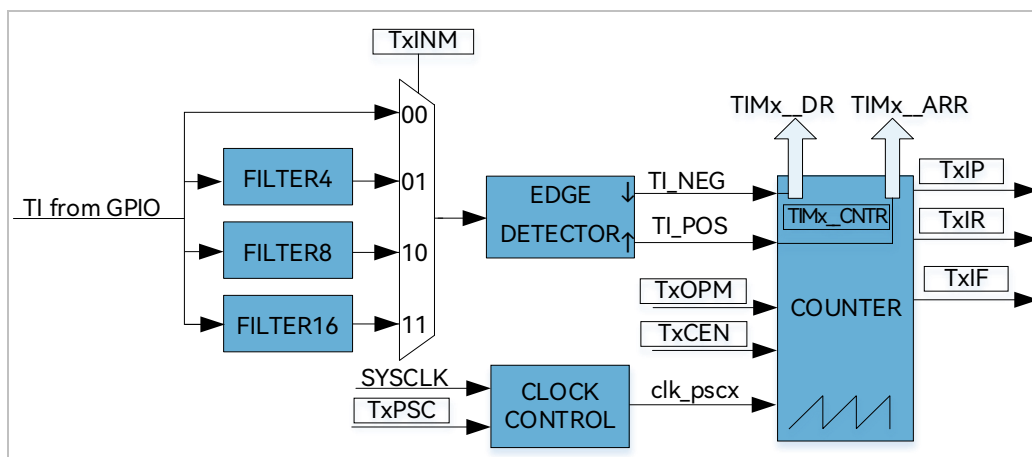 TxINM
TIMx__DR
TIMx__ARR
00
FILTER4
01
TI from GPIO
FILTER8
10
FILTER16
11
EDGE
DETECTOR
↓
↑
TI_NEG
TI_POS
TIMx__CNTR
TxIP
TxIR
TxIF
TxOPM
TxCEN
COUNTER
SYSCLK
TxPSC
CLOCK
CONTROL
clk_pscx